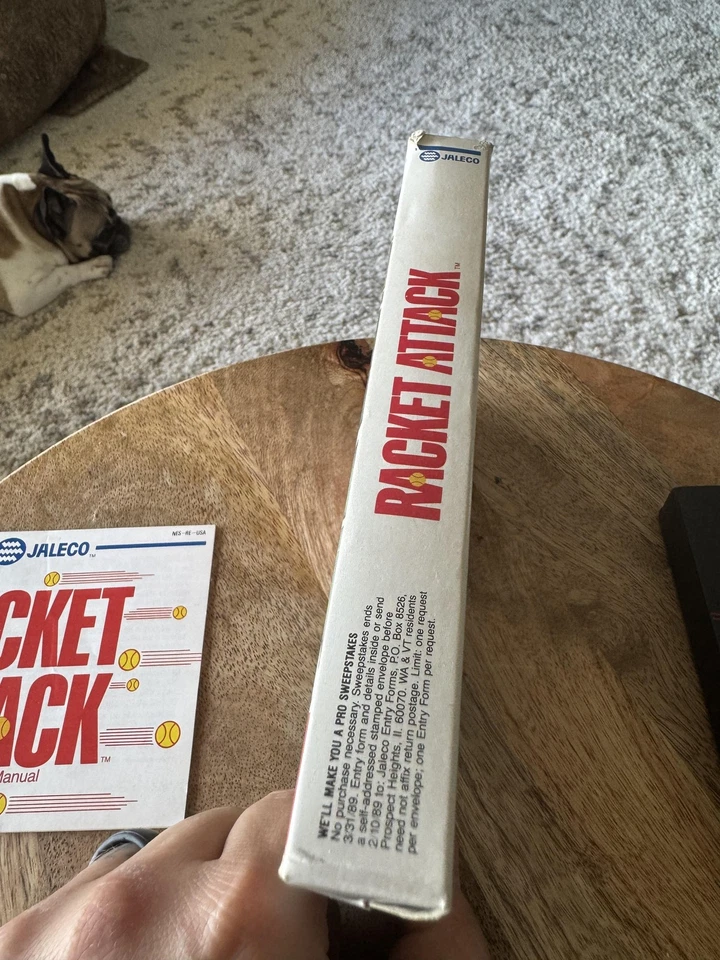 JALECO
RACKET ATTACK™
WE'LL MAKE YOU A PRO SWEEPSTAKES
No purchase necessary. Sweepstakes ends
3/31/89. Entry form and details inside or send
a self-addressed stamped envelope before
2/10/89 to: Jaleco Entry Forms, P.O. Box 8526,
Prospect Heights, Il. 60070. WA & VT residents
need not affix return postage. Limit: one request
per envelope; one Entry Form per request.
NES-RE-USA
JALECO™
CKET
ACK™
Manual